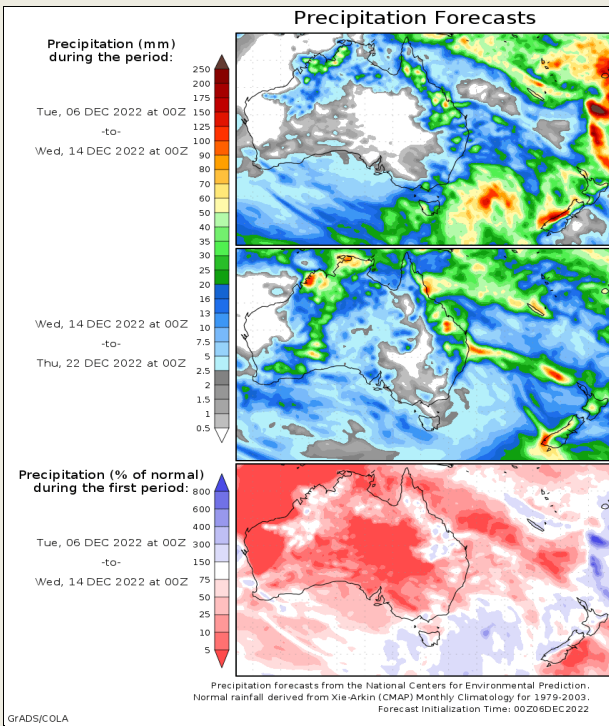 Precipitation Forecasts
Precipitation (mm)
during the period:
Tue, 06 DEC 2022 at 00Z
-to-
Wed, 14 DEC 2022 at 00Z
250
200
175
150
125
100
90
80
70
60
50
40
35
30
25
20
16
13
10
7.5
5
2.5
2
1.5
1
0.5
Wed, 14 DEC 2022 at 00Z
-to-
Thu, 22 DEC 2022 at 00Z
Precipitation (% of normal)
during the first period:
Tue, 06 DEC 2022 at 00Z
-to-
Wed, 14 DEC 2022 at 00Z
800
600
400
300
150
75
50
25
10
5
Precipitation forecasts from the National Centers for Environmental Prediction.
Normal rainfall derived from Xie-Arkin (CMAP) Monthly Climatology for 1979-2003.
Forecast Initialization Time: 00Z06DEC2022
GrADS/COLA